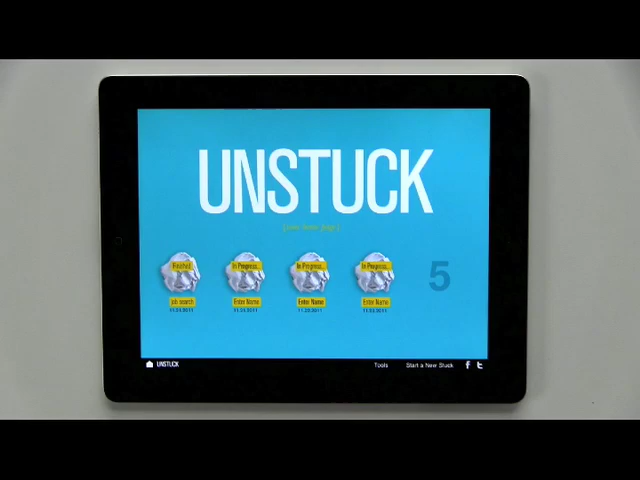 UNSTUCK
Finished In Progress... In Progress... In Progress... 5
job search Enter Name Enter Name Enter Name
UNSTUCK Tools Start a New Stuck f t